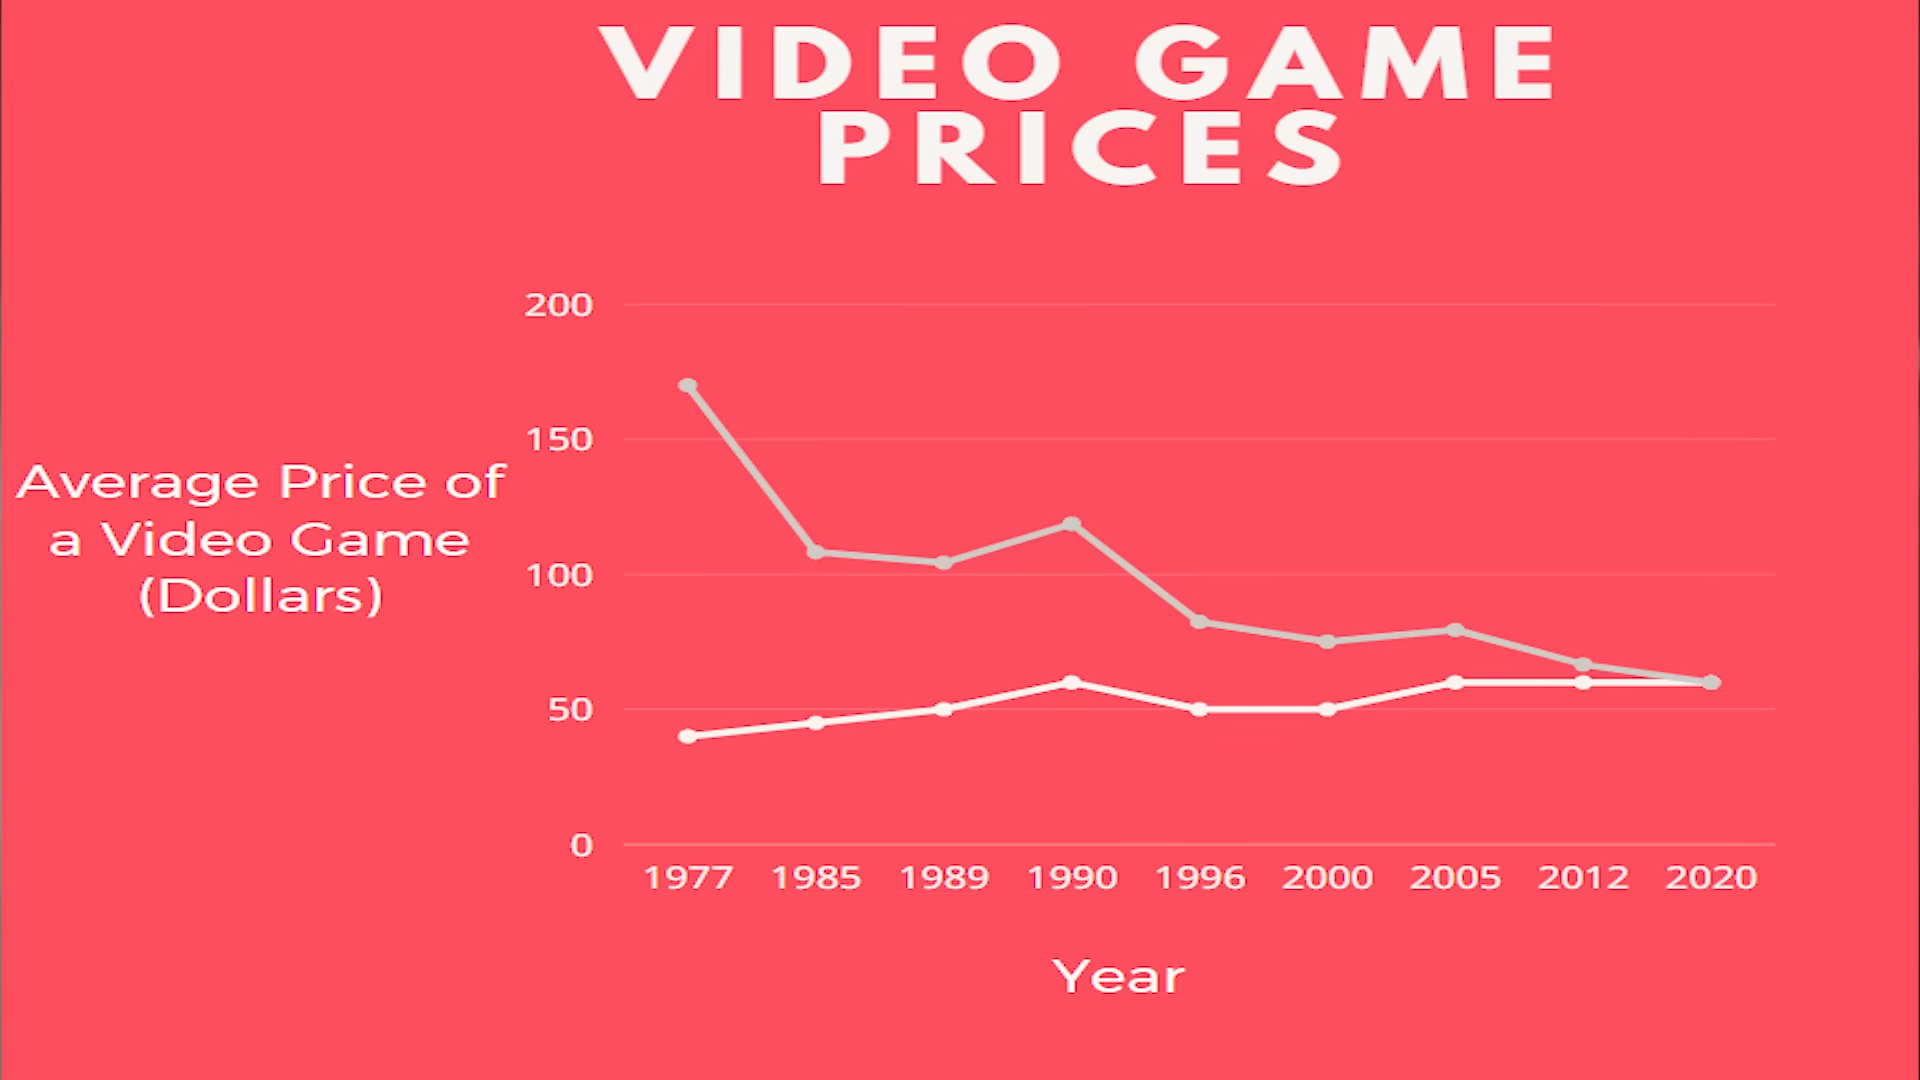 VIDEO GAME
PRICES
200
150
100
50
0
Average Price of
a Video Game
(Dollars)
1977 1985 1989 1990 1996 2000 2005 2012 2020
Year